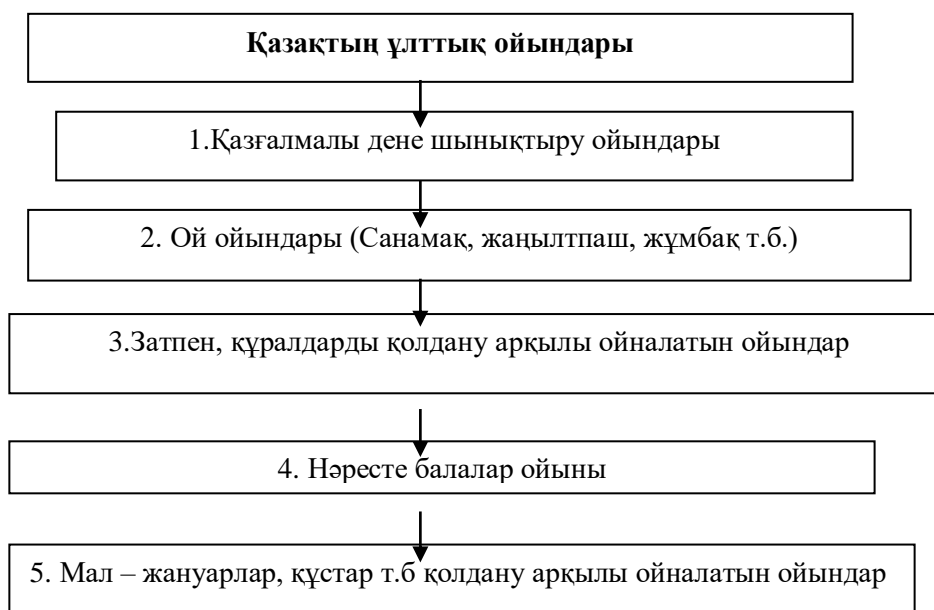 Қазақтың ұлттық ойындары
1.Қазғалмалы дене шынықтыру ойындары
2. Ой ойындары (Санамақ, жаңылтпаш, жұмбақ т.б.)
3.Затпен, құралдарды қолдану арқылы ойналатын ойындар
4. Нәресте балалар ойыны
5. Мал – жануарлар, құстар т.б қолдану арқылы ойналатын ойындар